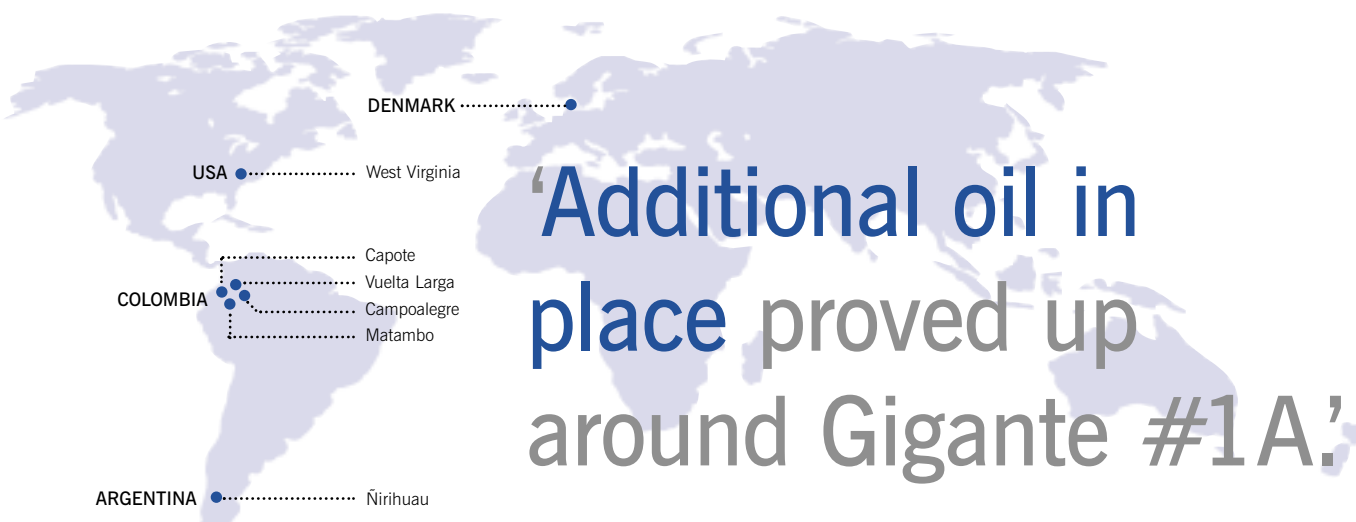 DENMARK
USA
West Virginia
Capote
Vuelta Larga
COLOMBIA
Campoalegre
Matambo
ARGENTINA
Ñirihuau
‘Additional oil in
place proved up
around Gigante #1A.’